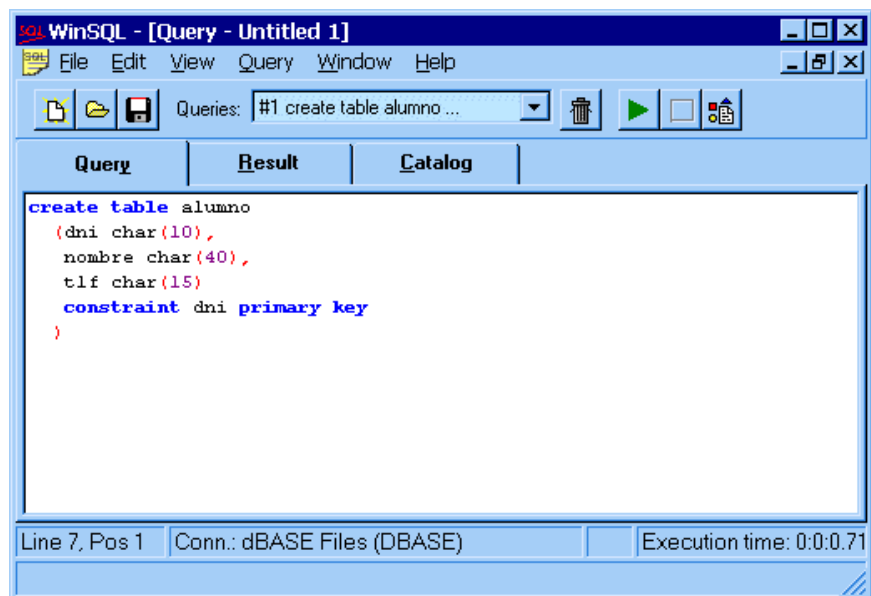 SQL WinSQL - [Query - Untitled 1]
SQL File Edit View Query Window Help
Queries: #1 create table alumno ...
Query Result Catalog
create table alumno
(dni char(10),
nombre char(40),
tlf char(15)
constraint dni primary key
)
Line 7, Pos 1 Conn.: dBASE Files (DBASE) Execution time: 0:0:0.71